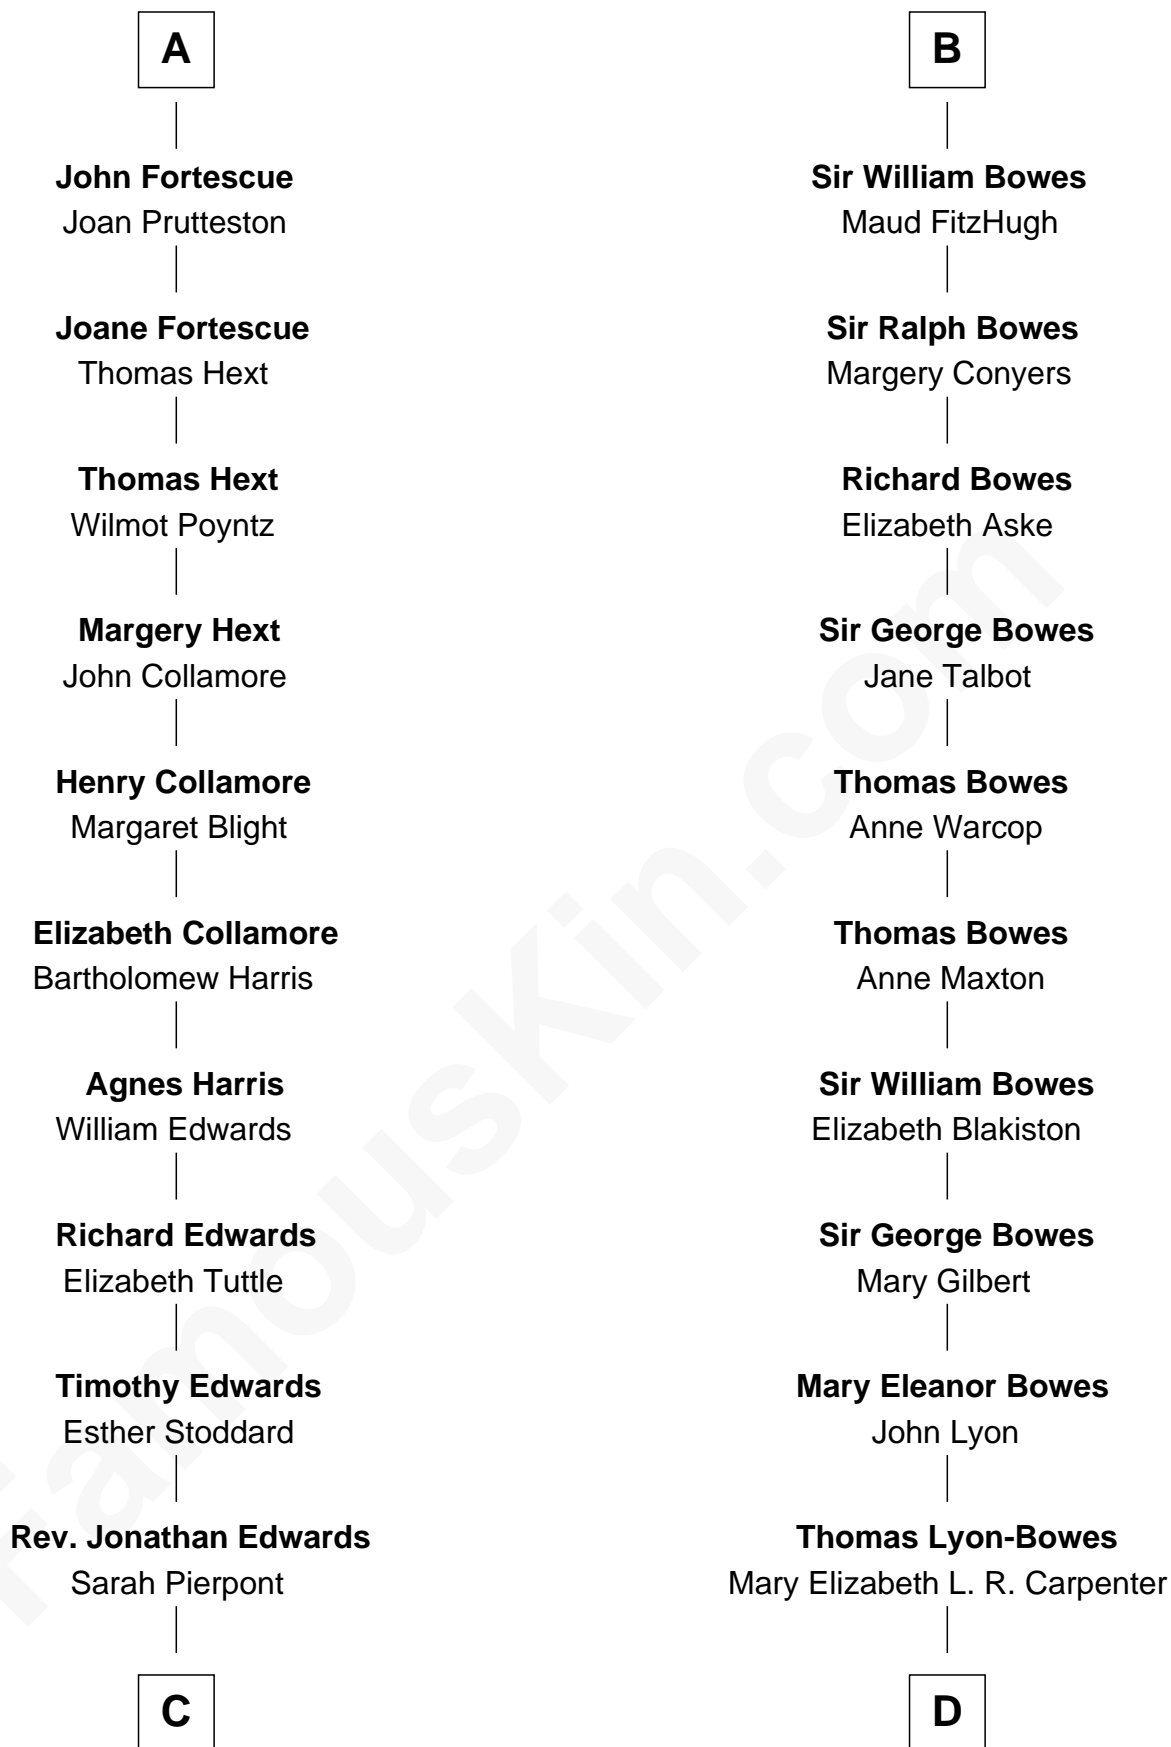 A
John Fortescue
Joan Prutteston
Joane Fortescue
Thomas Hext
Thomas Hext
Wilmot Poyntz
Margery Hext
John Collamore
Henry Collamore
Margaret Blight
Elizabeth Collamore
Bartholomew Harris
Agnes Harris
William Edwards
Richard Edwards
Elizabeth Tuttle
Timothy Edwards
Esther Stoddard
Rev. Jonathan Edwards
Sarah Pierpont
C
B
Sir William Bowes
Maud FitzHugh
Sir Ralph Bowes
Margery Conyers
Richard Bowes
Elizabeth Aske
Sir George Bowes
Jane Talbot
Thomas Bowes
Anne Warcop
Thomas Bowes
Anne Maxton
Sir William Bowes
Elizabeth Blakiston
Sir George Bowes
Mary Gilbert
Mary Eleanor Bowes
John Lyon
Thomas Lyon-Bowes
Mary Elizabeth L. R. Carpenter
D
FamousKin.com